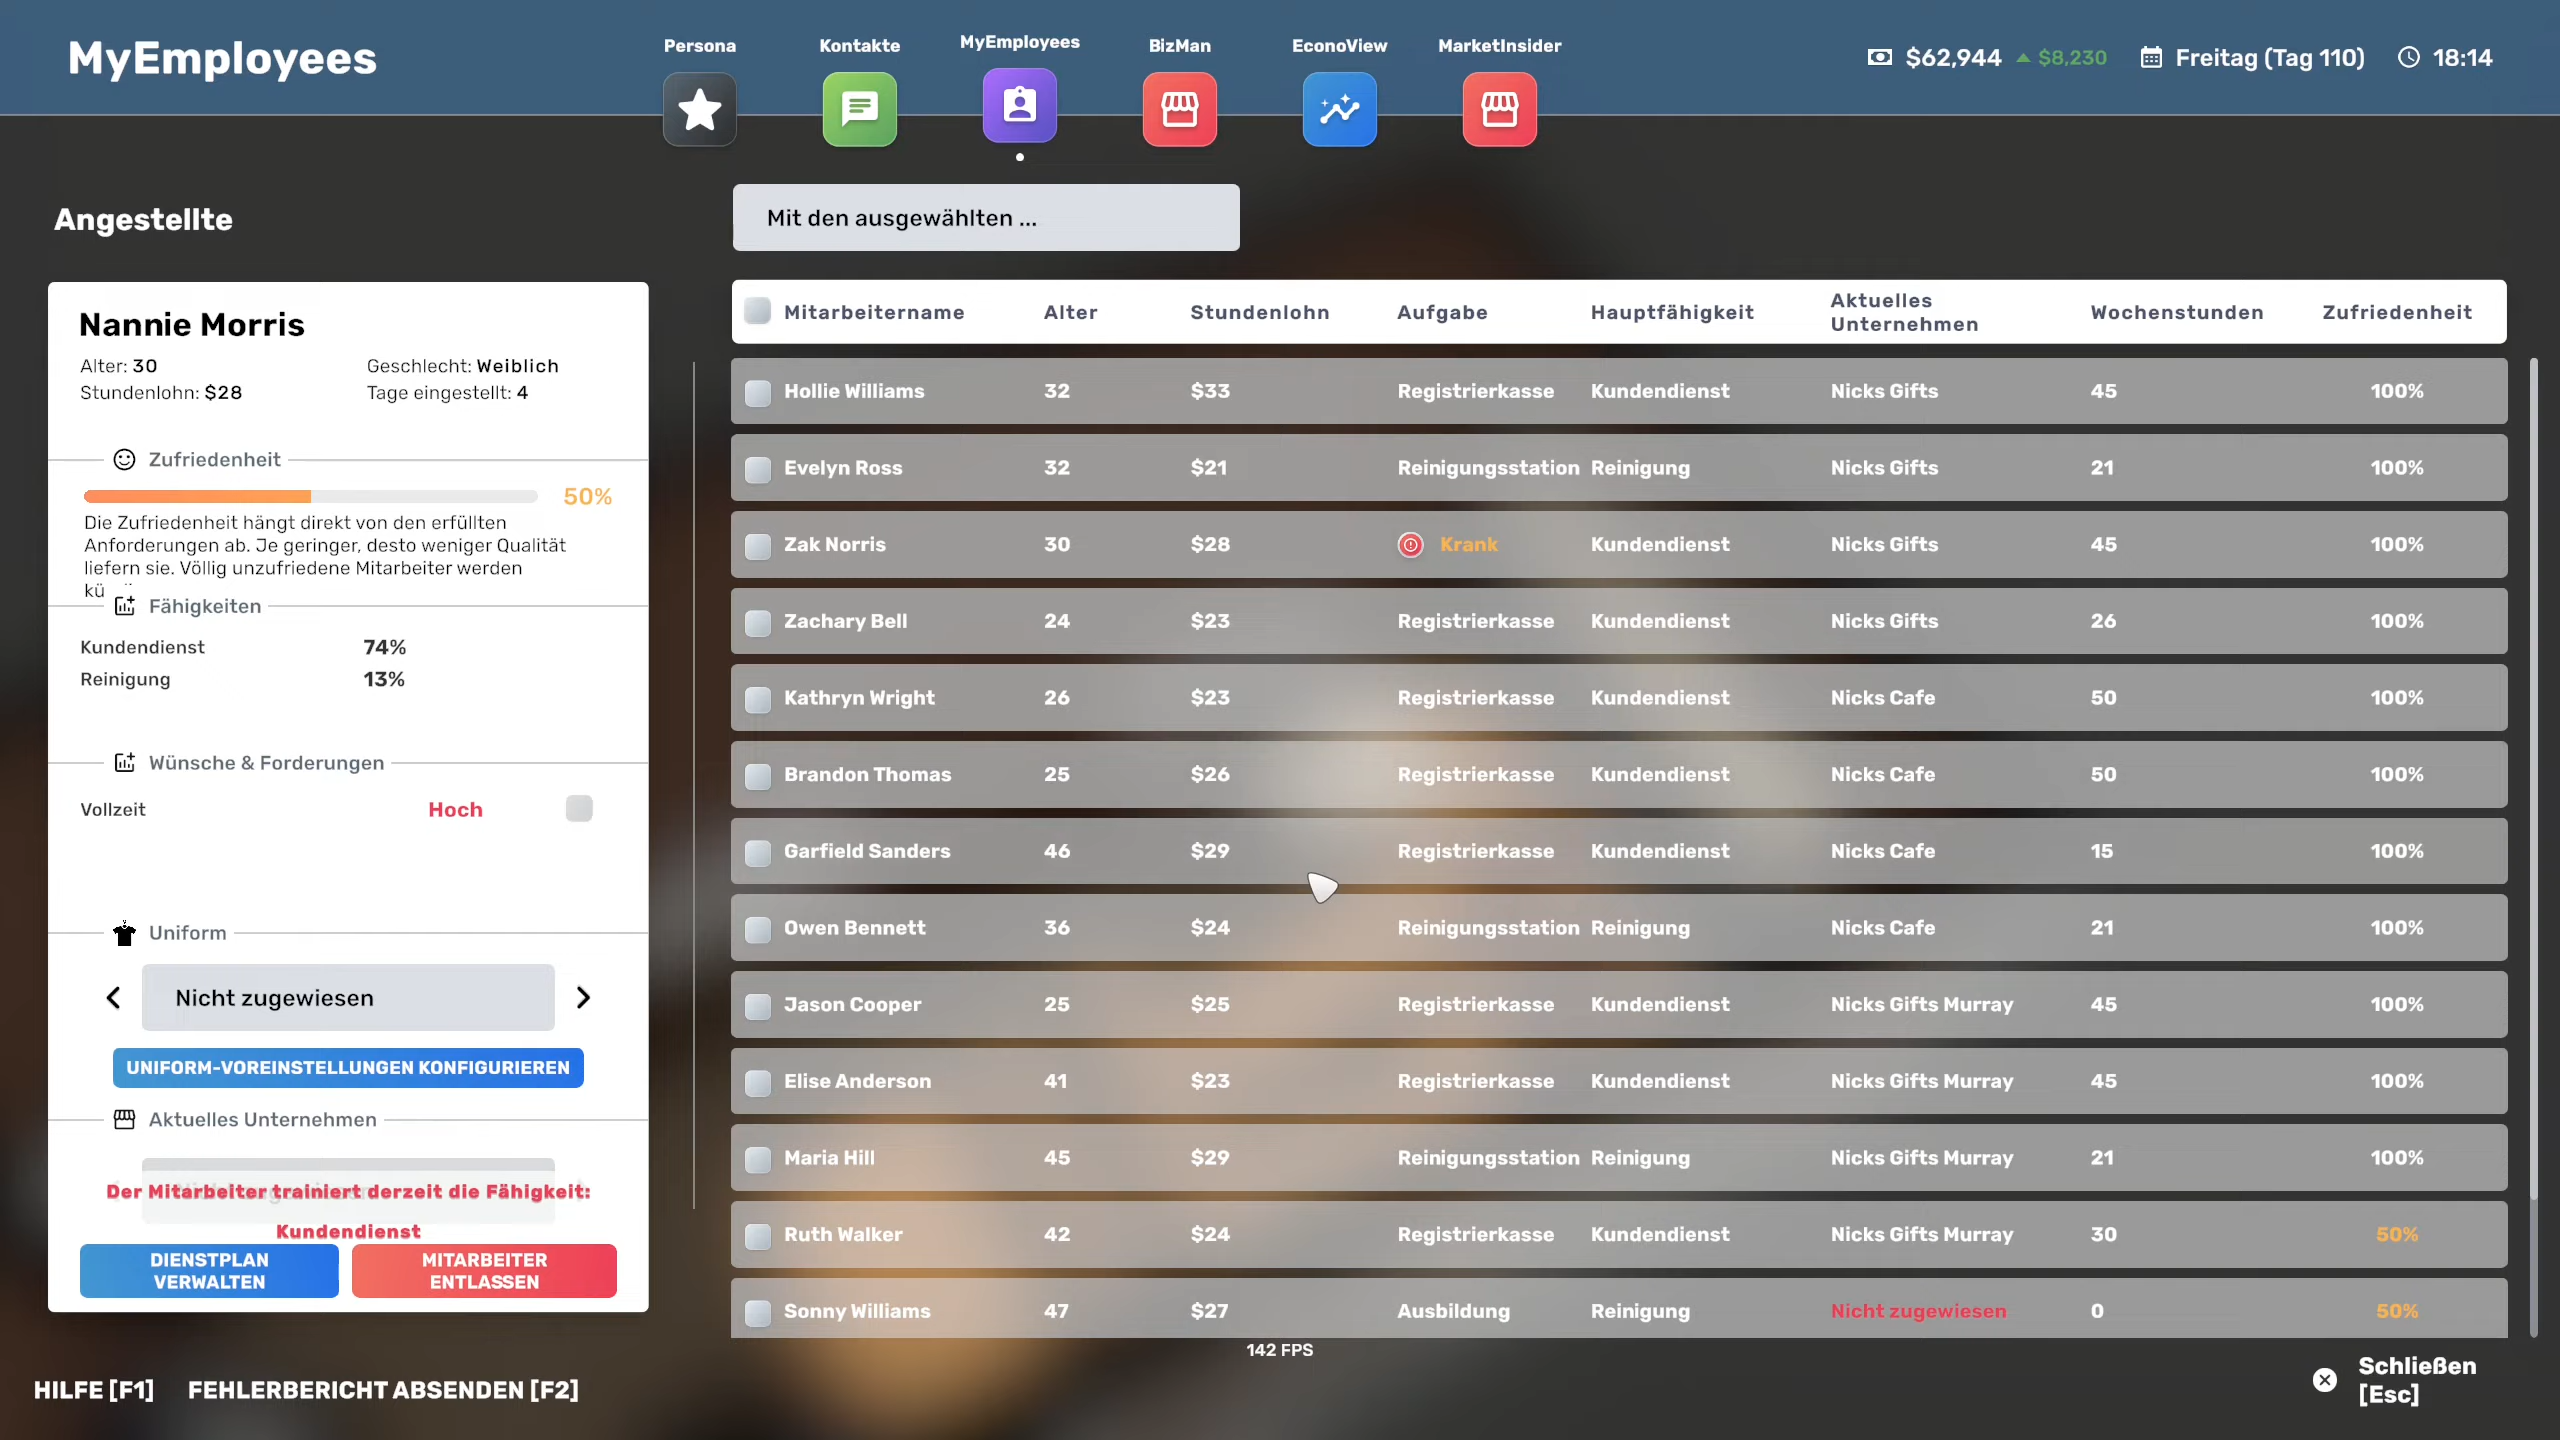 MyEmployees
Persona
Kontakte
MyEmployees
BizMan
EconoView
MarketInsider
$62,944 $8,230 Freitag (Tag 110) 18:14
Angestellte
Mit den ausgewählten ...
Nannie Morris
Alter: 30 Geschlecht: Weiblich
Stundenlohn: $28 Tage eingestellt: 4
Zufriedenheit
50%
Die Zufriedenheit hängt direkt von den erfüllten
Anforderungen ab. Je geringer, desto weniger Qualität
liefern sie. Völlig unzufriedene Mitarbeiter werden
Fähigkeiten
Kundendienst 74%
Reinigung 13%
Wünsche & Forderungen
Vollzeit Hoch
Uniform
Nicht zugewiesen
UNIFORM-VOREINSTELLUNGEN KONFIGURIEREN
Aktuelles Unternehmen
Der Mitarbeiter trainiert derzeit die Fähigkeit:
Kundendienst
DIENSTPLAN
VERWALTEN
MITARBEITER
ENTLASSEN
Mitarbeitername Alter Stundenlohn Aufgabe Hauptfähigkeit Aktuelles Unternehmen Wochenstunden Zufriedenheit
Hollie Williams 32 $33 Registrierkasse Kundendienst Nicks Gifts 45 100%
Evelyn Ross 32 $21 Reinigungsstation Reinigung Nicks Gifts 21 100%
Zak Norris 30 $28 Krank Kundendienst Nicks Gifts 45 100%
Zachary Bell 24 $23 Registrierkasse Kundendienst Nicks Gifts 26 100%
Kathryn Wright 26 $23 Registrierkasse Kundendienst Nicks Cafe 50 100%
Brandon Thomas 25 $26 Registrierkasse Kundendienst Nicks Cafe 50 100%
Garfield Sanders 46 $29 Registrierkasse Kundendienst Nicks Cafe 15 100%
Owen Bennett 36 $24 Reinigungsstation Reinigung Nicks Cafe 21 100%
Jason Cooper 25 $25 Registrierkasse Kundendienst Nicks Gifts Murray 45 100%
Elise Anderson 41 $23 Registrierkasse Kundendienst Nicks Gifts Murray 45 100%
Maria Hill 45 $29 Reinigungsstation Reinigung Nicks Gifts Murray 21 100%
Ruth Walker 42 $24 Registrierkasse Kundendienst Nicks Gifts Murray 30 50%
Sonny Williams 47 $27 Ausbildung Reinigung Nicht zugewiesen 0 50%
142 FPS
HILFE [F1] FEHLERBERICHT ABSENDEN [F2]
Schließen
[Esc]